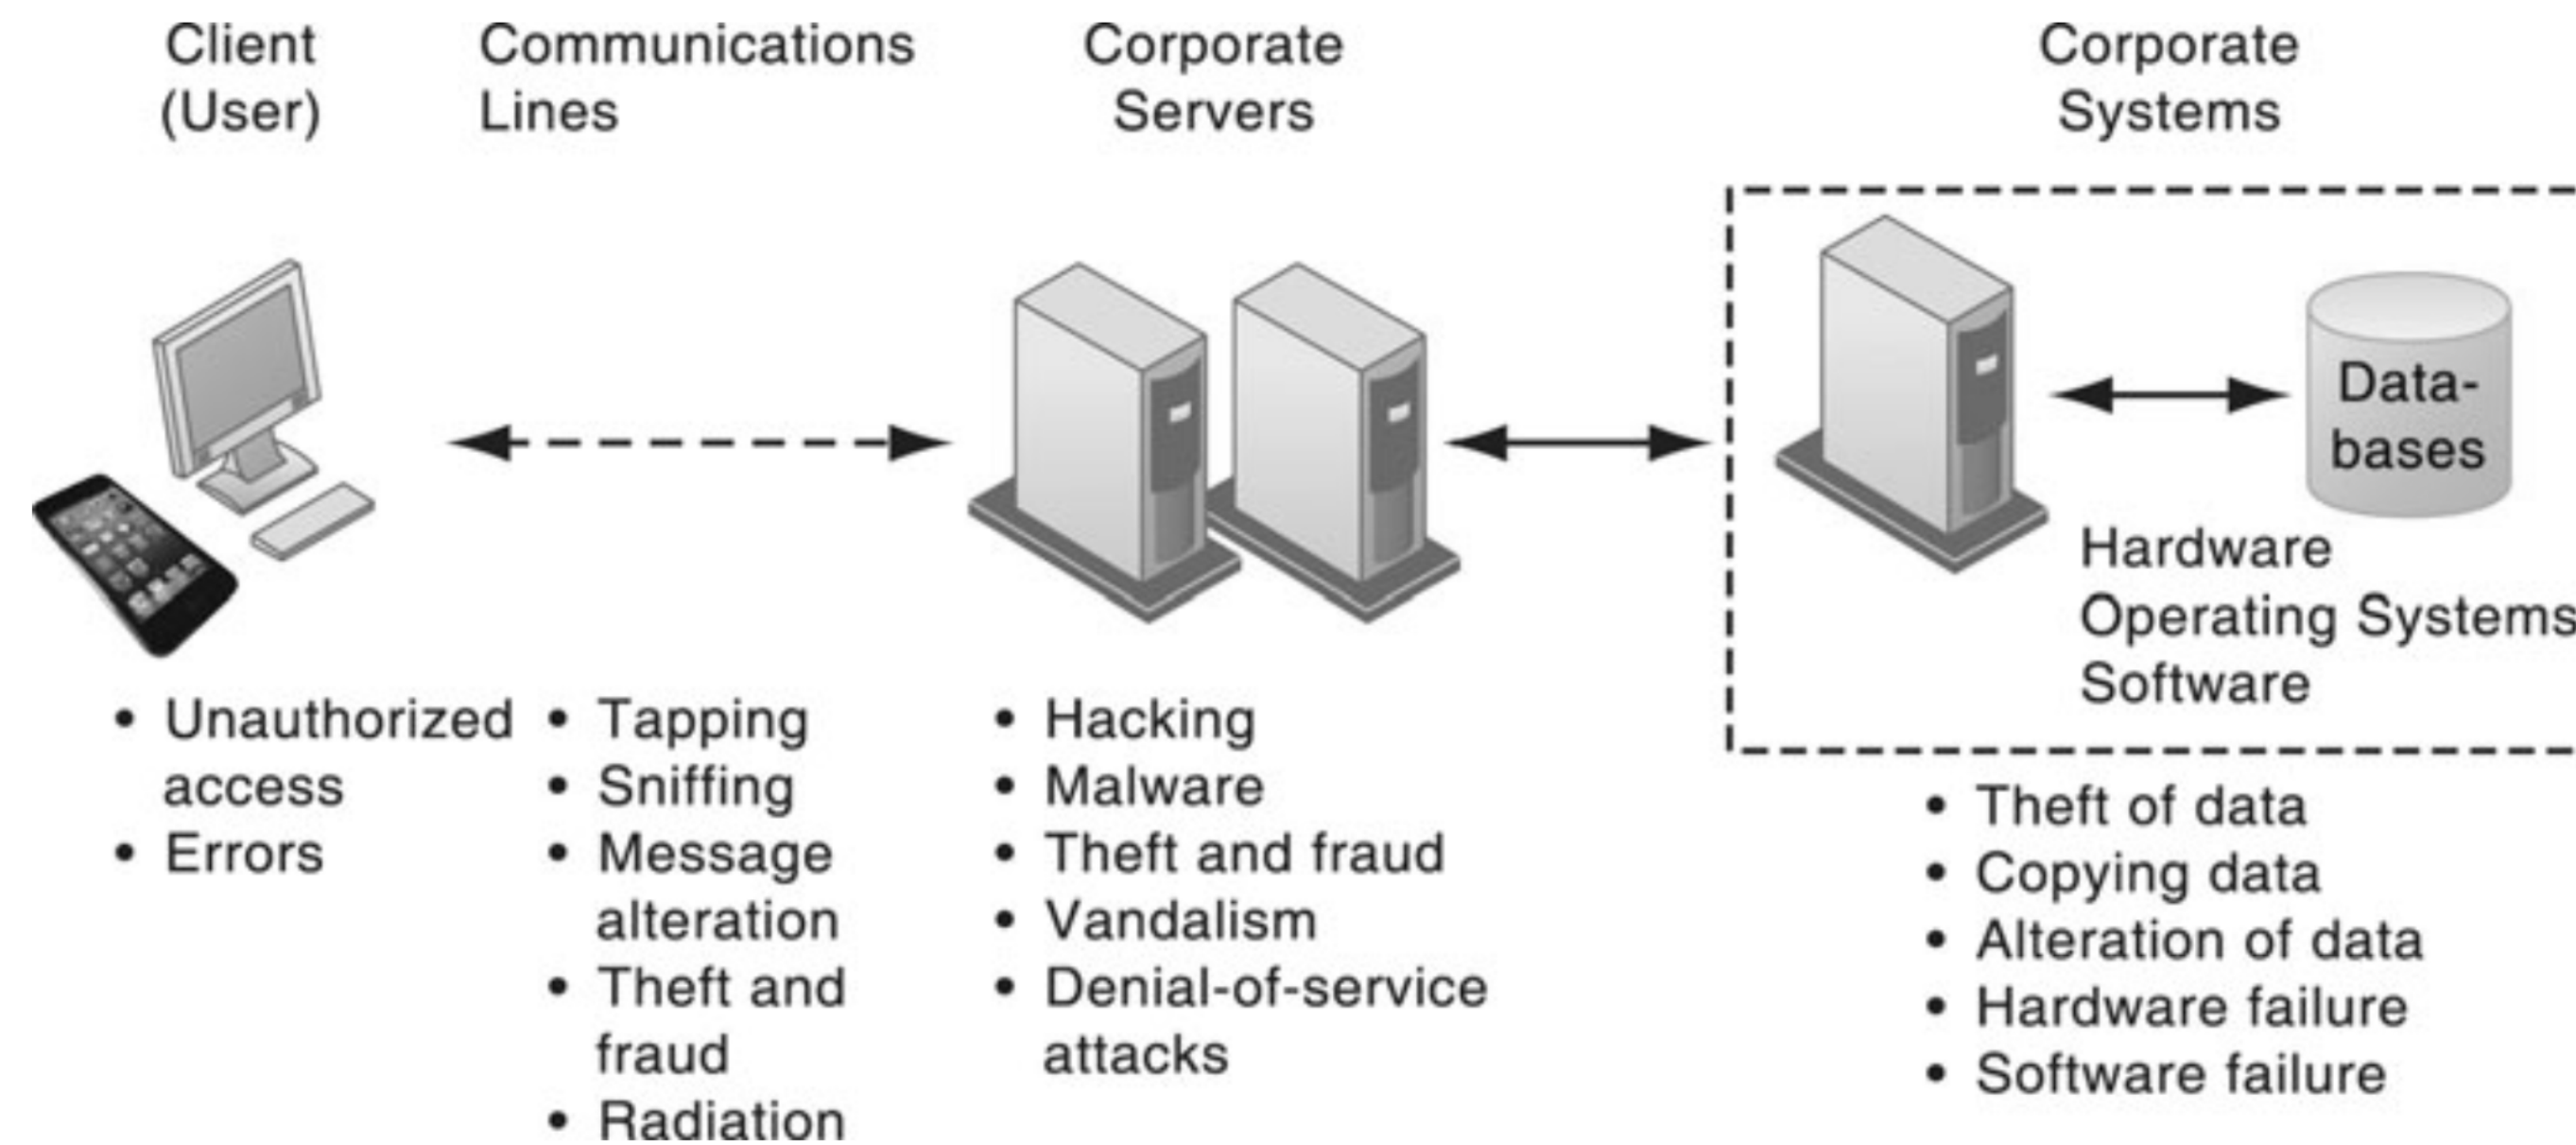 Client
(User)
Communications
Lines
Corporate
Servers
Corporate
Systems
Data-
bases
Hardware
Operating Systems
Software
• Unauthorized
access
• Errors
• Tapping
• Sniffing
• Message
alteration
• Theft and
fraud
• Radiation
• Hacking
• Malware
• Theft and fraud
• Vandalism
• Denial-of-service
attacks
• Theft of data
• Copying data
• Alteration of data
• Hardware failure
• Software failure